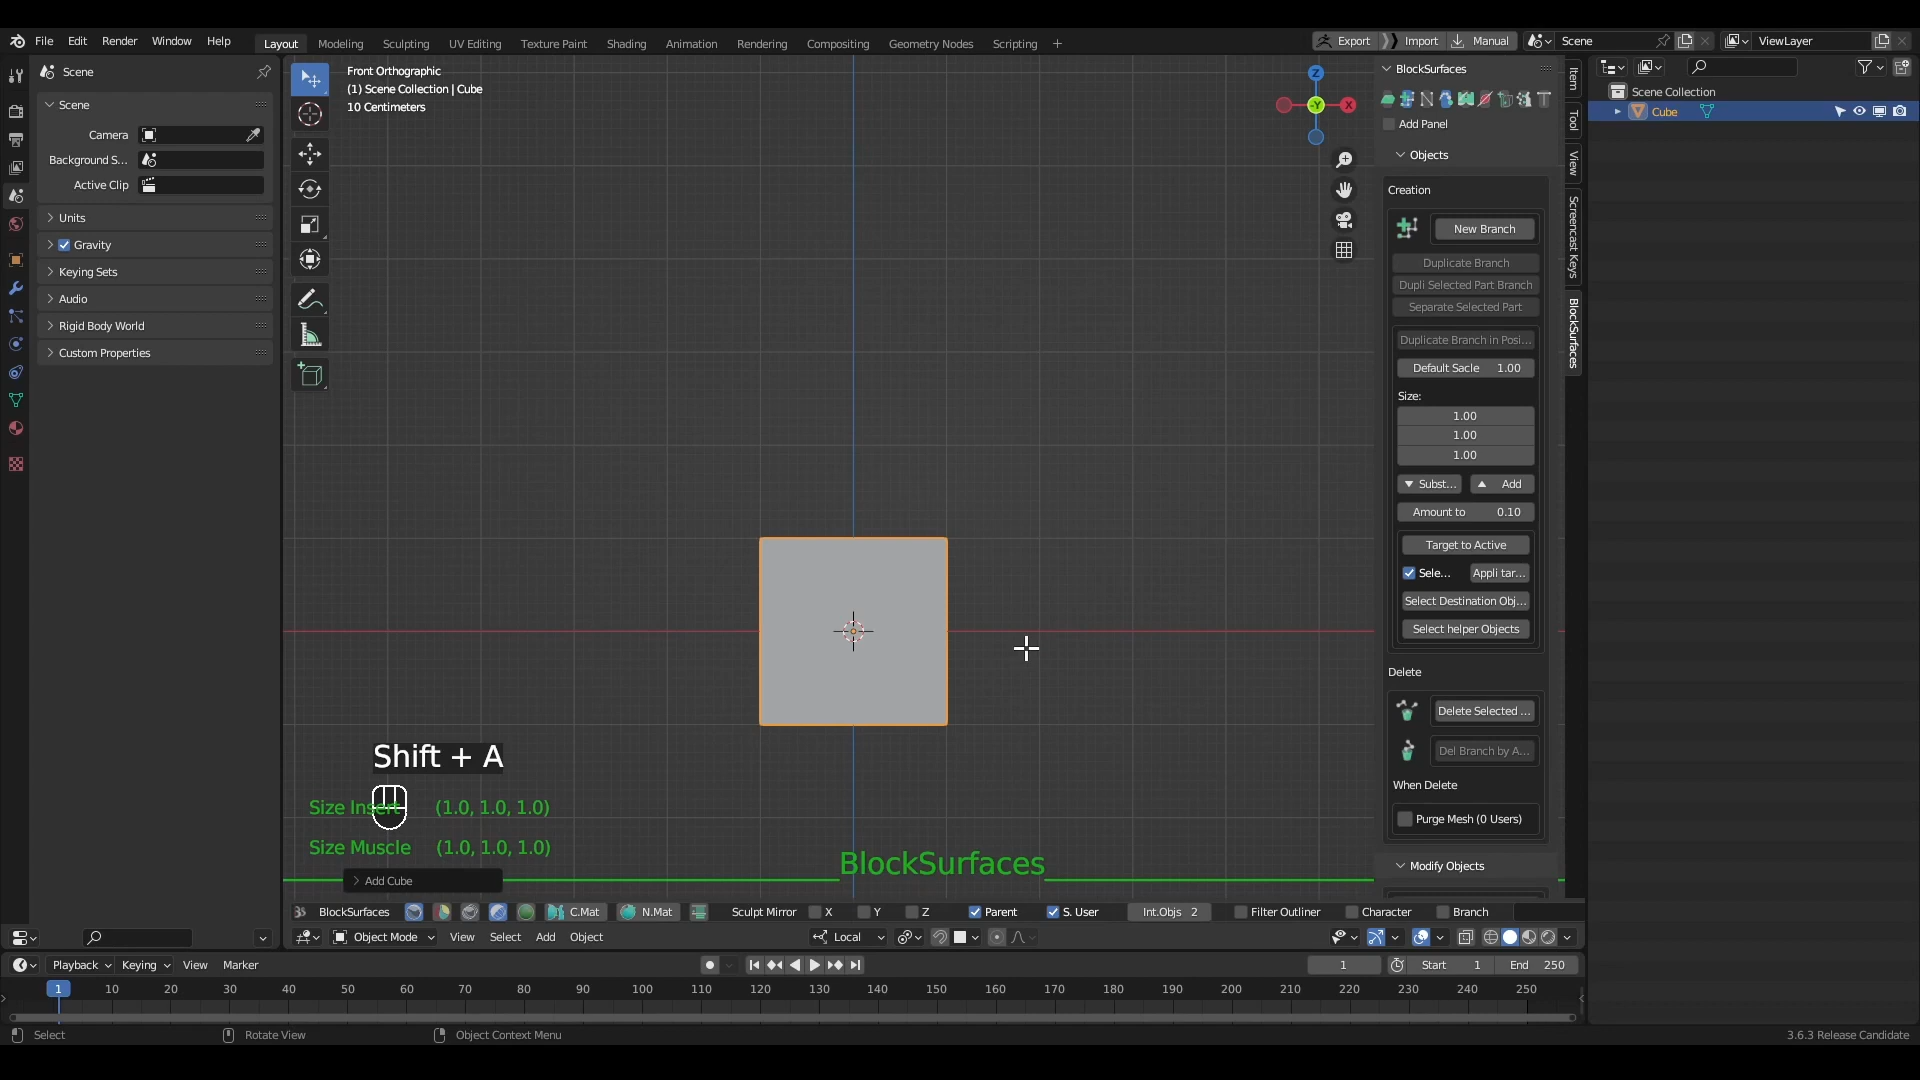 File Edit Render Window Help Layout Modeling Sculpting UV Editing Texture Paint Shading Animation Rendering Compositing Geometry Nodes Scripting + Export Import Manual Scene ViewLayer
Scene
Scene
Camera
Background S...
Active Clip
Units
Gravity
Keying Sets
Audio
Rigid Body World
Custom Properties
Front Orthographic
(1) Scene Collection | Cube
10 Centimeters
Z
-Y
X
Shift + A
Size Insert (1.0, 1.0, 1.0)
Size Muscle (1.0, 1.0, 1.0)
BlockSurfaces
Add Cube
BlockSurfaces
Add Panel
Objects
Creation
New Branch
Duplicate Branch
Dupli Selected Part Branch
Separate Selected Part
Duplicate Branch in Posi...
Default Sacle 1.00
Size:
1.00
1.00
1.00
Subst... Add
Amount to 0.10
Target to Active
Sele... Appli tar...
Select Destination Obj...
Select helper Objects
Delete
Delete Selected ...
Del Branch by A...
When Delete
Purge Mesh (0 Users)
Modify Objects
Item
Tool
View
Screencast Keys
BlockSurfaces
Scene Collection
Cube
BlockSurfaces C.Mat N.Mat Sculpt Mirror X Y Z Parent S. User Int.Objs 2 Filter Outliner Character Branch
Object Mode View Select Add Object Local
Playback Keying View Marker 1 Start 1 End 250
1 10 20 30 40 50 60 70 80 90 100 110 120 130 140 150 160 170 180 190 200 210 220 230 240 250
Select Rotate View Object Context Menu 3.6.3 Release Candidate